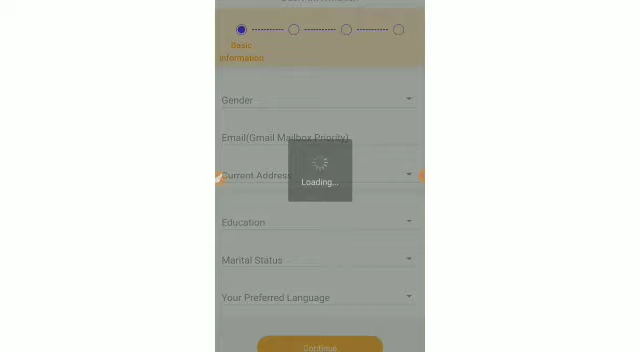 Basic
information
Gender
Email(Gmail Mailbox Priority)
Current Address
Loading...
Education
Marital Status
Your Preferred Language
Continue